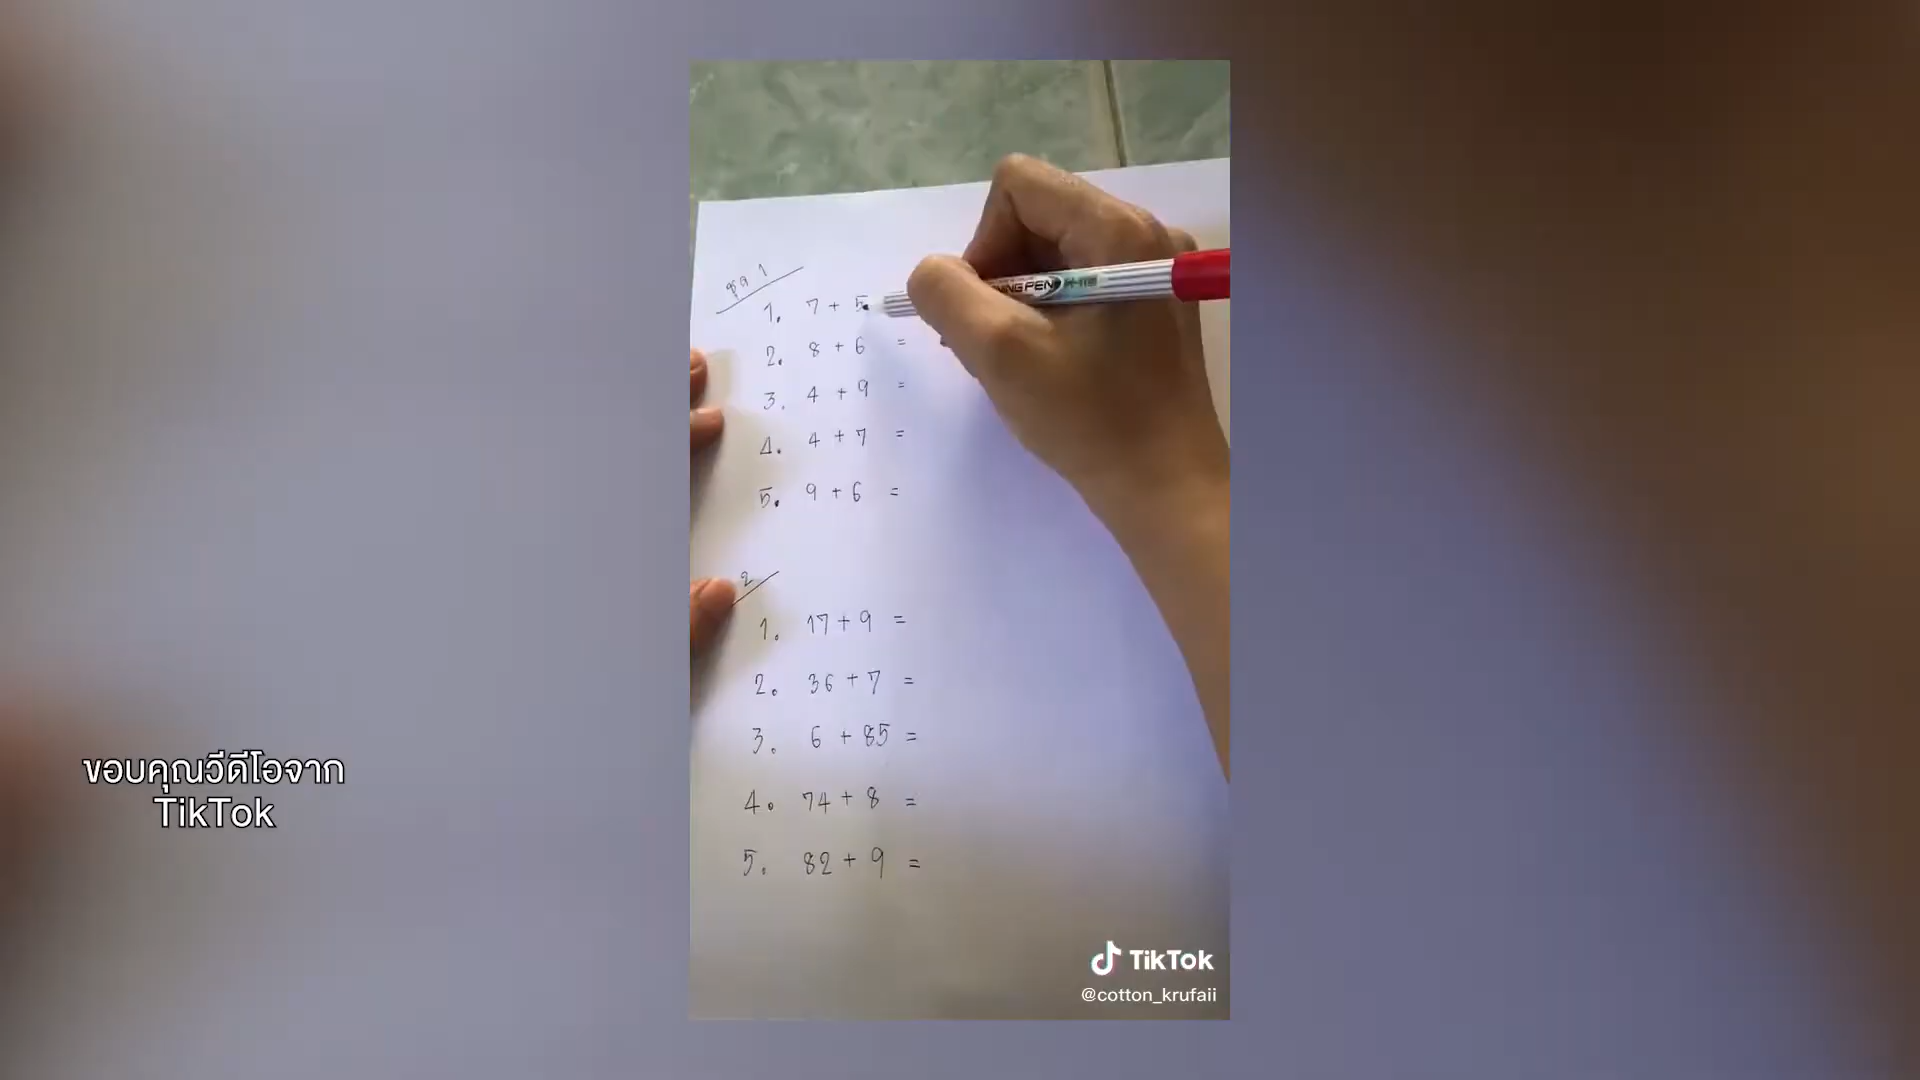 ชุด 1
1. 7 + 5
2. 8 + 6 =
3. 4 + 9 =
4. 4 + 7 =
5. 9 + 6 =
2
1. 17 + 9 =
2. 36 + 7 =
3. 6 + 85 =
4. 74 + 8 =
5. 82 + 9 =
ขอบคุณวีดีโอจาก
TikTok
TikTok
@cotton_krufaii